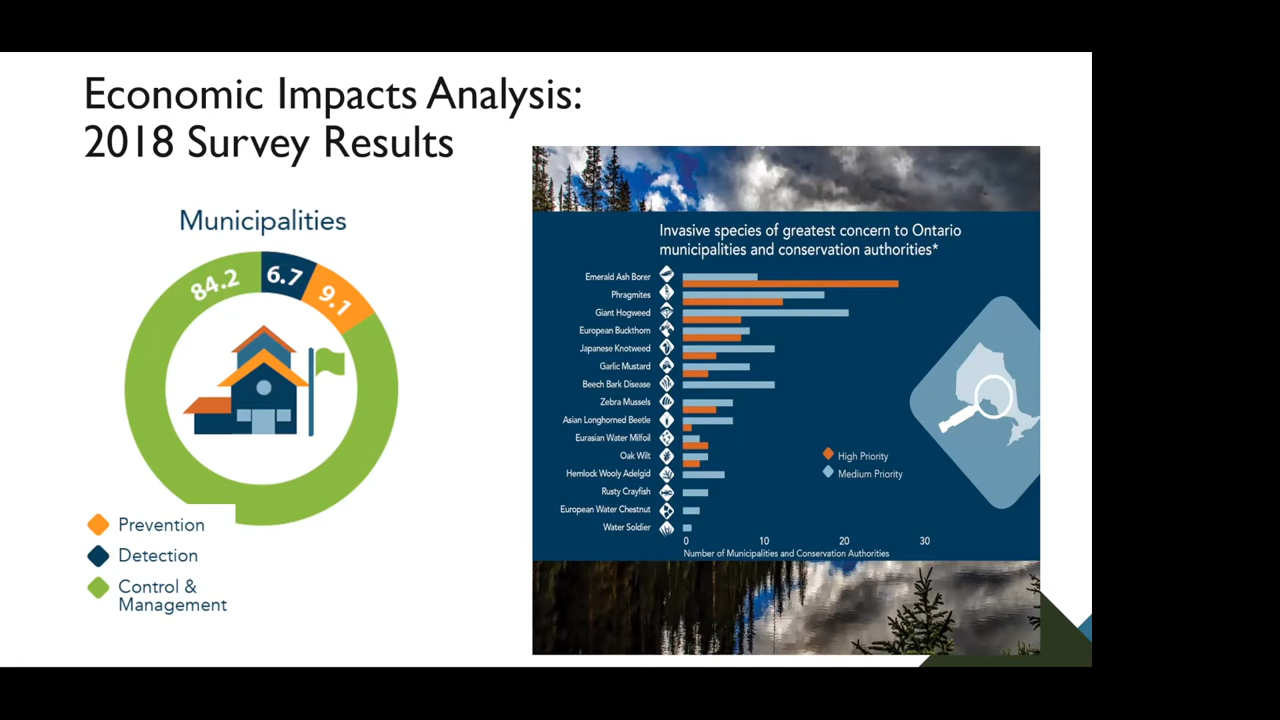 Economic Impacts Analysis:
2018 Survey Results
Municipalities
84.2
6.7
9.1
Prevention
Detection
Control &
Management
Invasive species of greatest concern to Ontario
municipalities and conservation authorities*
Emerald Ash Borer
Phragmites
Giant Hogweed
European Buckthorn
Japanese Knotweed
Garlic Mustard
Beech Bark Disease
Zebra Mussels
Asian Longhorned Beetle
Eurasian Water Milfoil
Oak Wilt
Hemlock Wooly Adelgid
Rusty Crayfish
European Water Chestnut
Water Soldier
High Priority
Medium Priority
0 10 20 30
Number of Municipalities and Conservation Authorities